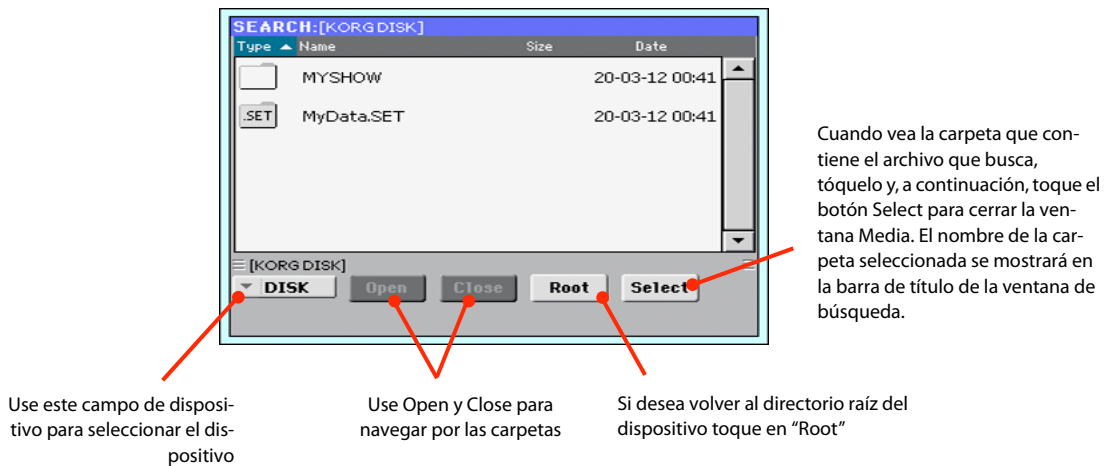 SEARCH:[KORG DISK]
Type Name Size Date
MYSHOW 20-03-12 00:41
.SET MyData.SET 20-03-12 00:41
[KORG DISK]
DISK Open Close Root Select
Cuando vea la carpeta que con-
tiene el archivo que busca,
tóquelo y, a continuación, toque el
botón Select para cerrar la ven-
tana Media. El nombre de la car-
peta seleccionada se mostrará en
la barra de título de la ventana de
búsqueda.
Use este campo de disposi-
tivo para seleccionar el dis-
positivo
Use Open y Close para
navegar por las carpetas
Si desea volver al directorio raíz del
dispositivo toque en “Root”